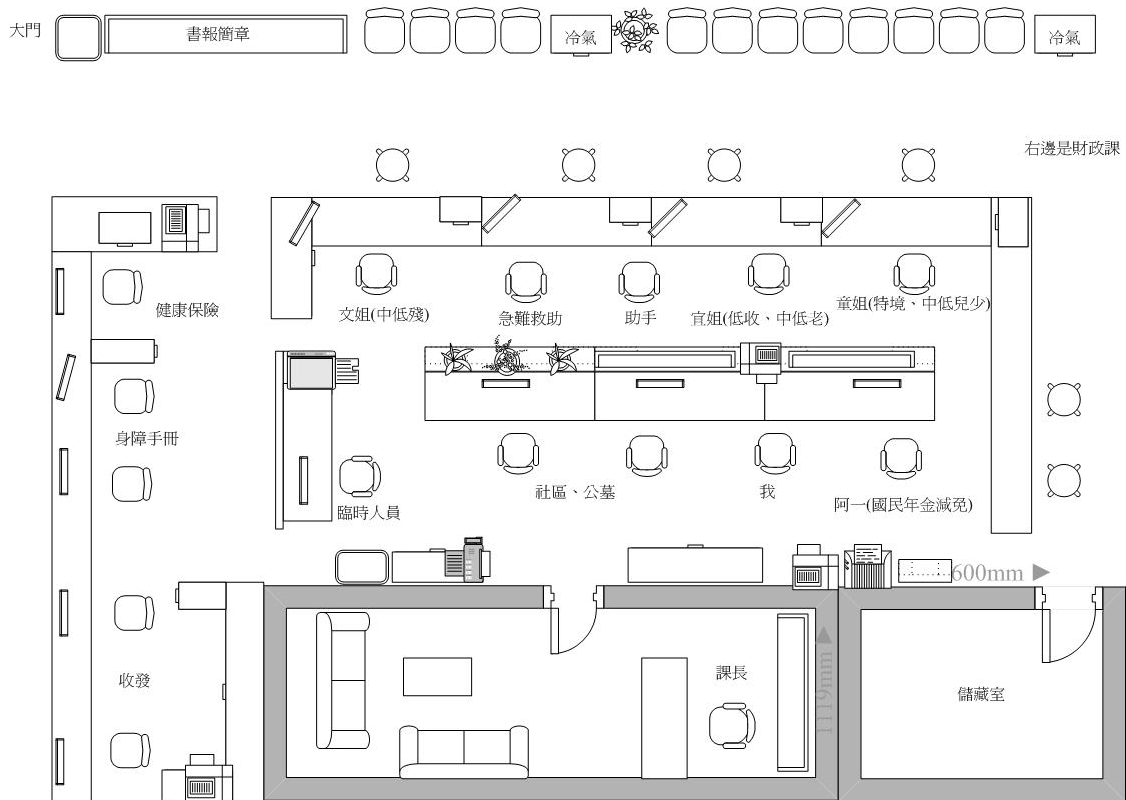 大門
書報簡章
冷氣
冷氣
右邊是財政課
健康保險
文姐(中低殘)
急難救助
助手
宜姐(低收、中低老)
童姐(特境、中低兒少)
身障手冊
臨時人員
社區、公墓
我
阿一(國民年金減免)
600mm
收發
課長
1119mm
儲藏室